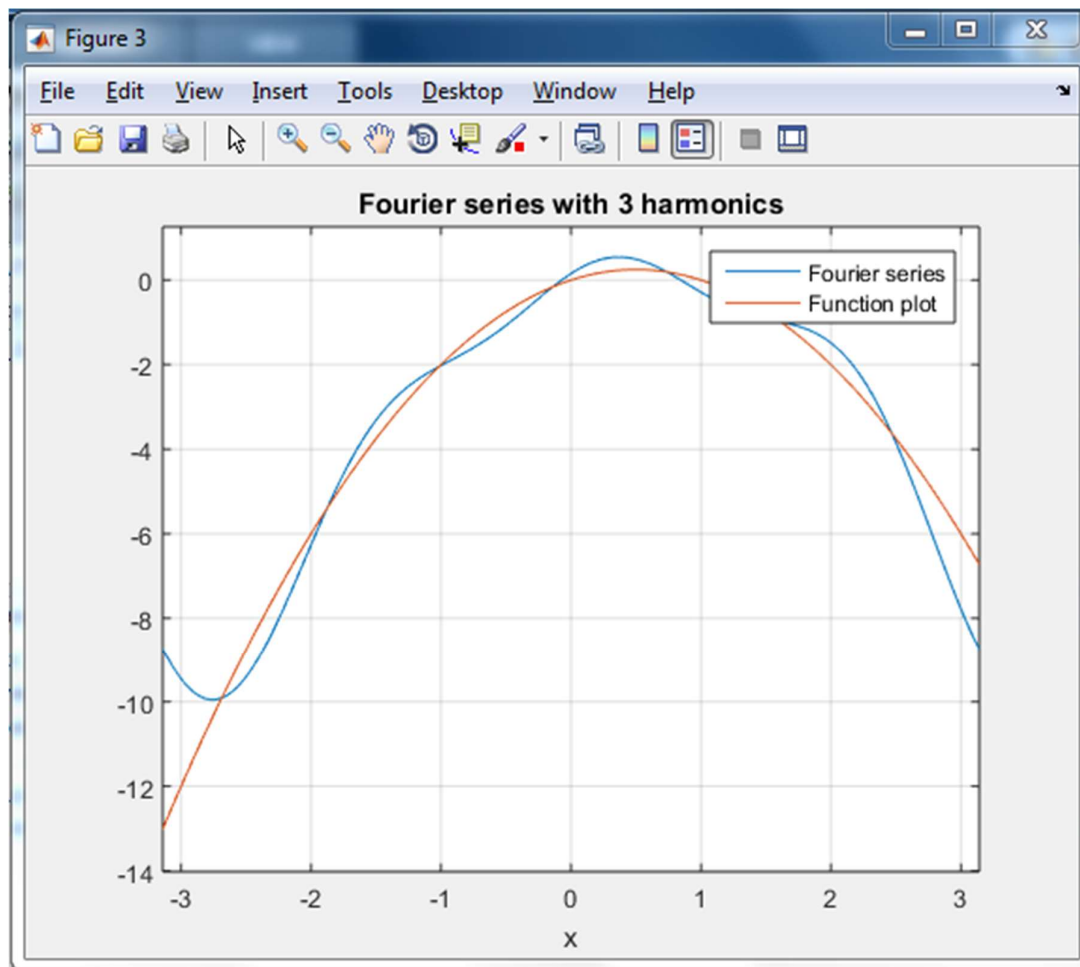 Figure 3
File Edit View Insert Tools Desktop Window Help
Fourier series with 3 harmonics
Fourier series
Function plot
0
-2
-4
-6
-8
-10
-12
-14
-3 -2 -1 0 1 2 3
x